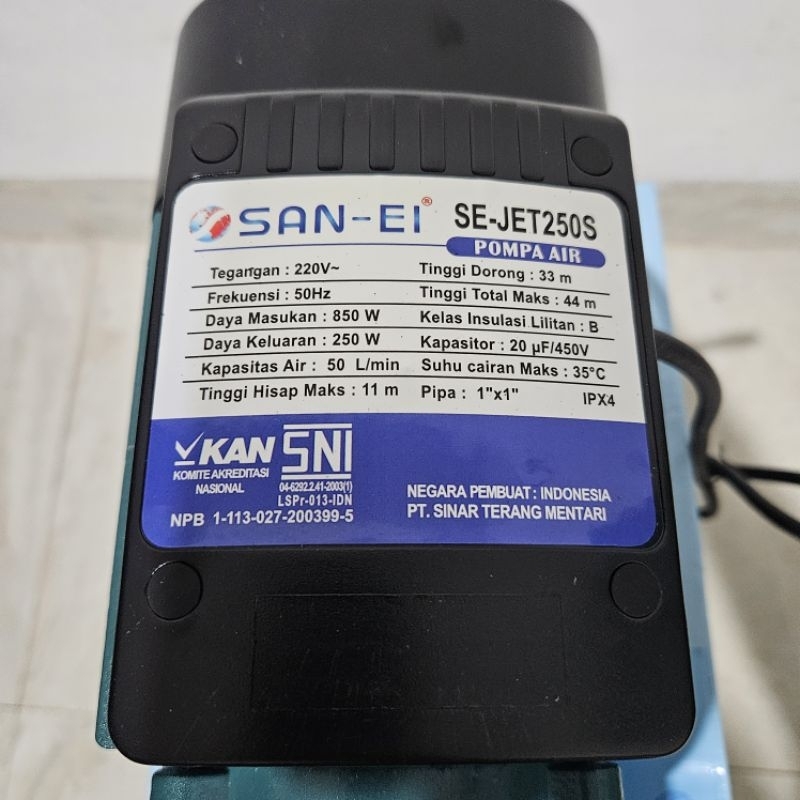 SAN-EI® SE-JET250S
POMPA AIR
Tegangan : 220V~
Frekuensi : 50Hz
Daya Masukan : 850 W
Daya Keluaran : 250 W
Kapasitas Air : 50 L/min
Tinggi Hisap Maks : 11 m
Tinggi Dorong : 33 m
Tinggi Total Maks : 44 m
Kelas Insulasi Lilitan : B
Kapasitor : 20 µF/450V
Suhu cairan Maks : 35°C
Pipa : 1"x1" IPX4
KAN
KOMITE AKREDITASI
NASIONAL
SNI
04-6292.2.41-2003(1)
LSPr-013-IDN
NPB 1-113-027-200399-5
NEGARA PEMBUAT : INDONESIA
PT. SINAR TERANG MENTARI